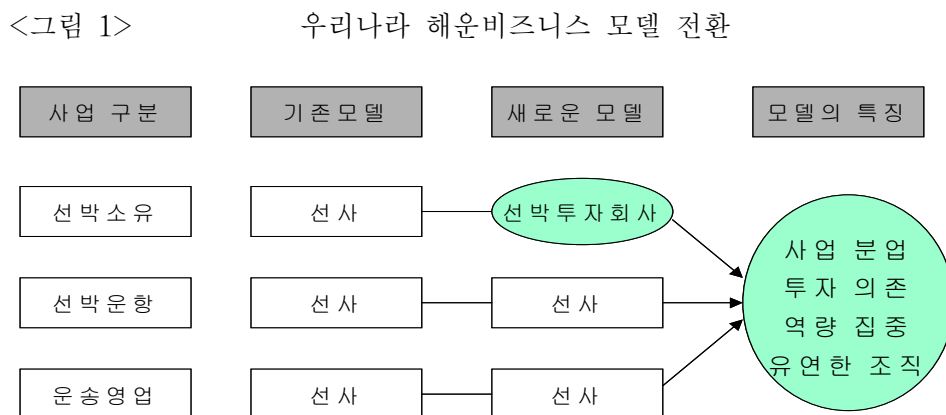 <그림 1> 우리나라 해운비즈니스 모델 전환
사업 구분 기존모델 새로운 모델 모델의 특징
선박소유 선사 선박투자회사
선박운항 선사 선사
운송영업 선사 선사
사업 분업
투자 의존
역량 집중
유연한 조직